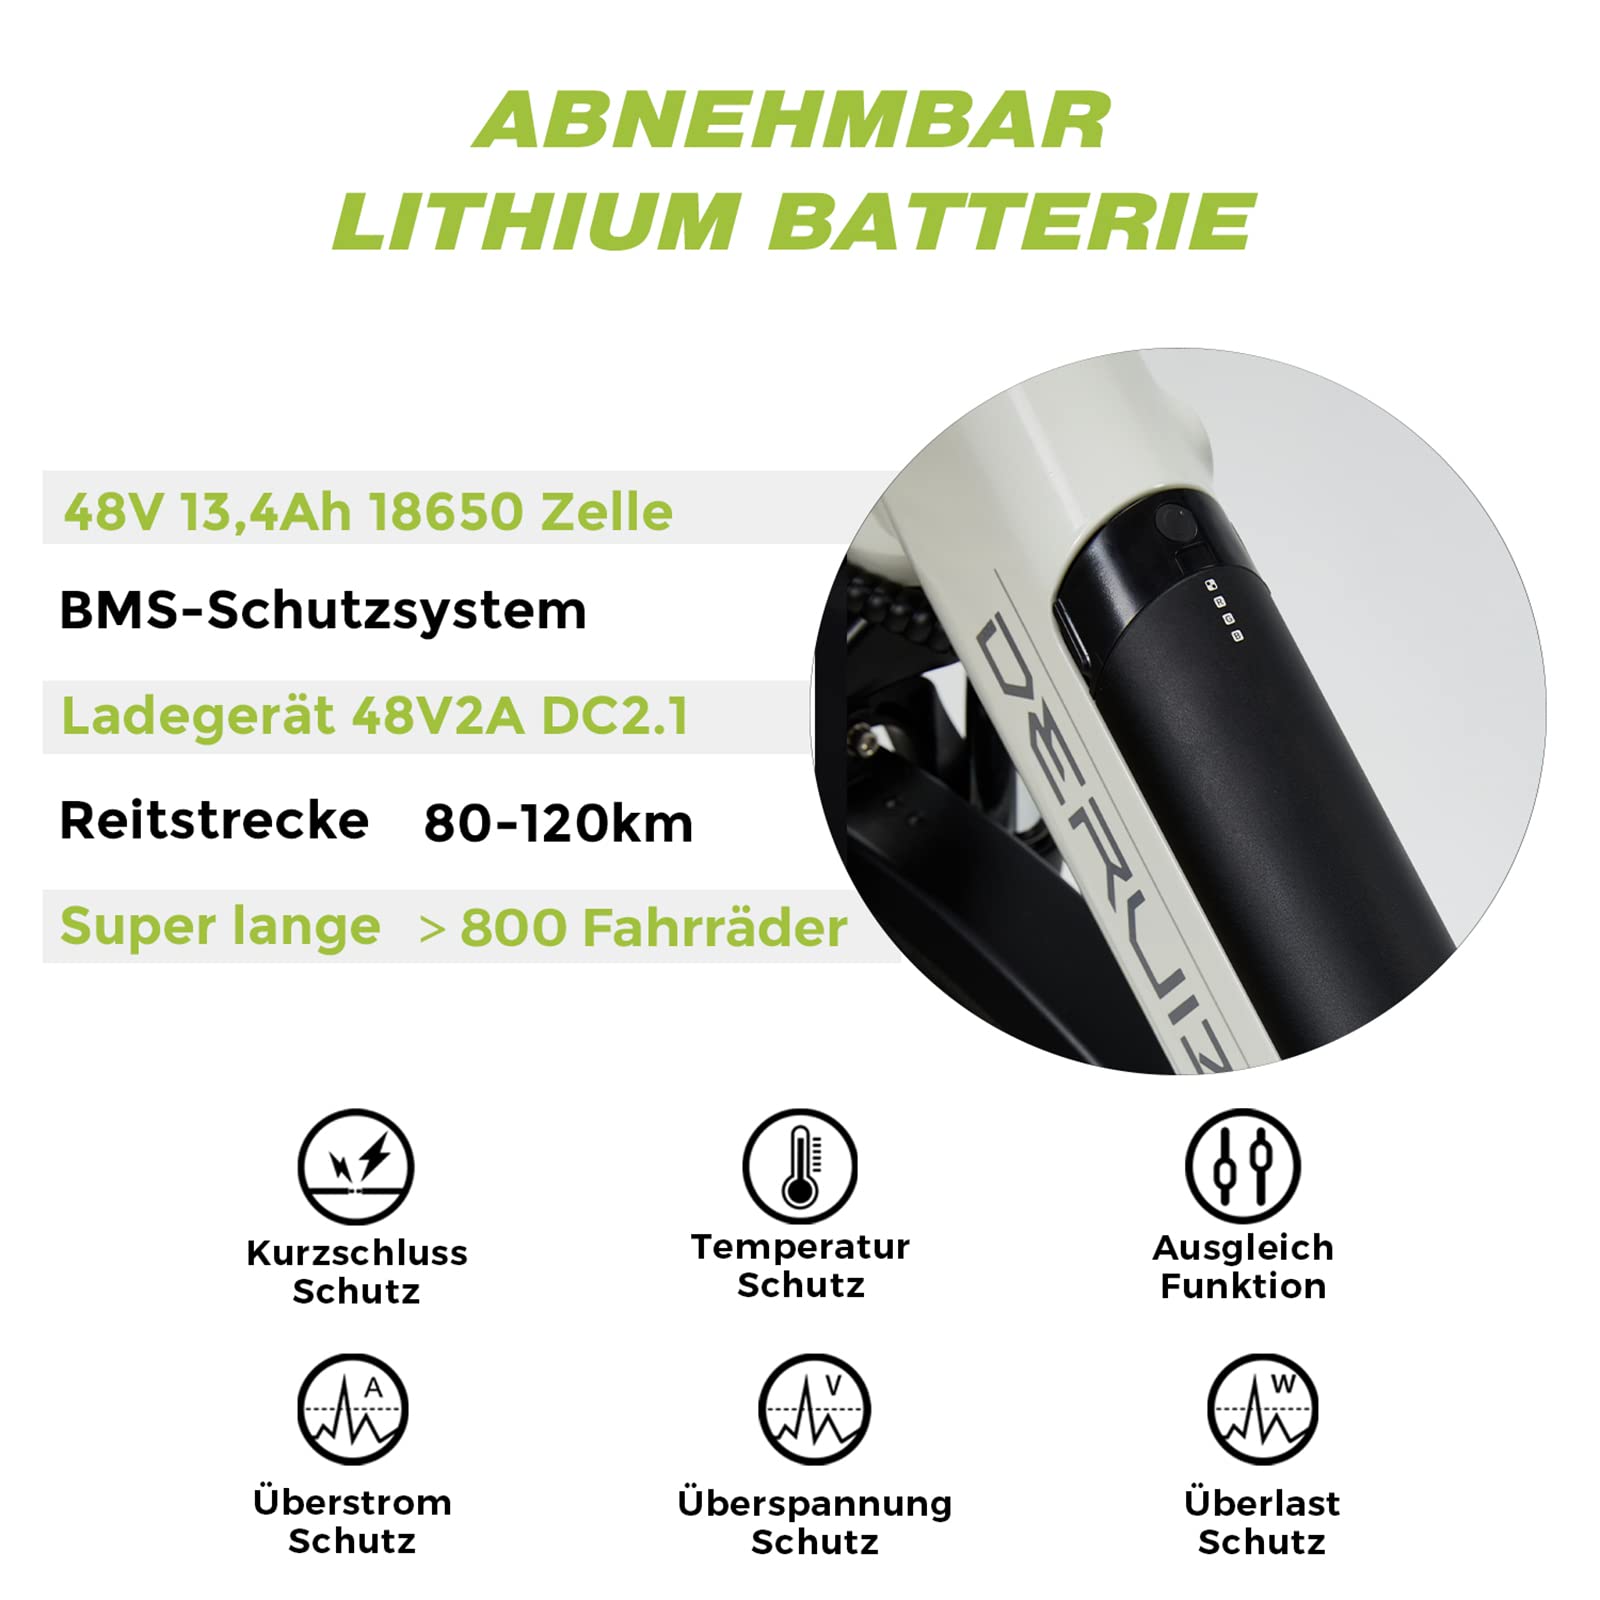 ABNEHMBAR
LITHIUM BATTERIE
48V 13,4Ah 18650 Zelle
BMS-Schutzsystem
Ladegerät 48V2A DC2.1
Reitstrecke 80-120km
Super lange > 800 Fahrräder
R
G
B
DERUIZ
Kurzschluss
Schutz
Temperatur
Schutz
Ausgleich
Funktion
A
V
W
Überstrom
Schutz
Überspannung
Schutz
Überlast
Schutz